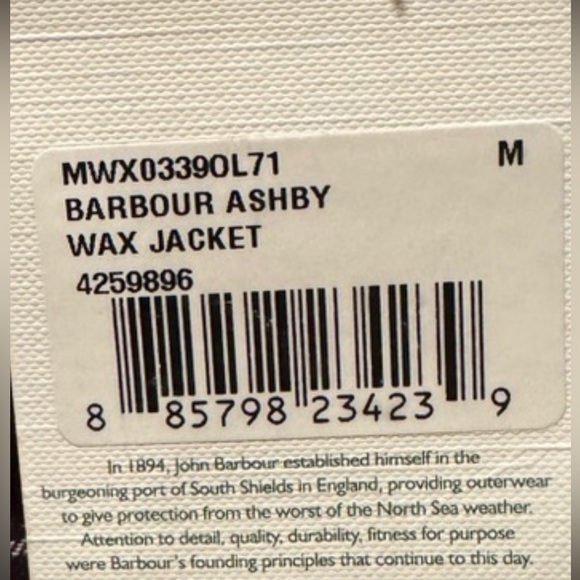 MWX0339OL71 M
BARBOUR ASHBY
WAX JACKET
4259896
8 85798 23423 9
In 1894, John Barbour established himself in the
burgeoning port of South Shields in England, providing outerwear
to give protection from the worst of the North Sea weather.
Attention to detail, quality, durability, fitness for purpose
were Barbour's founding principles that continue to this day.